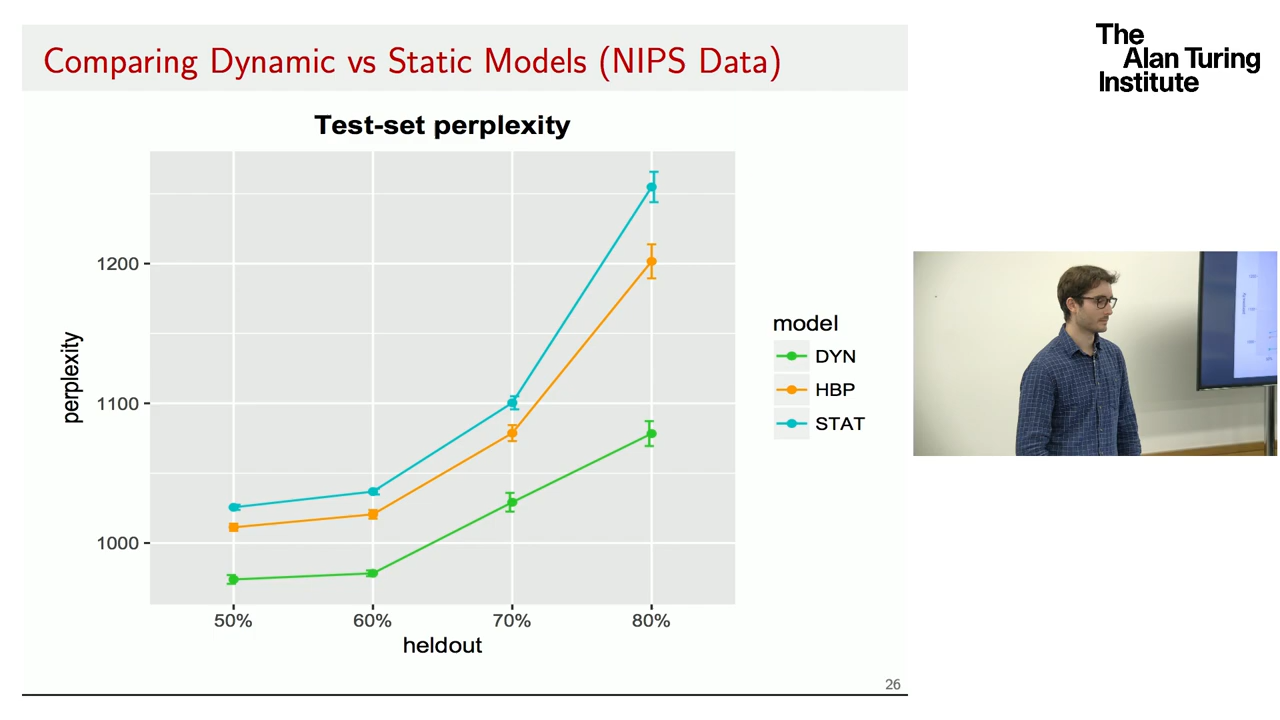 Comparing Dynamic vs Static Models (NIPS Data)
The
Alan Turing
Institute
Test-set perplexity
perplexity
1200
1100
1000
50% 60% 70% 80%
heldout
model
DYN
HBP
STAT
26